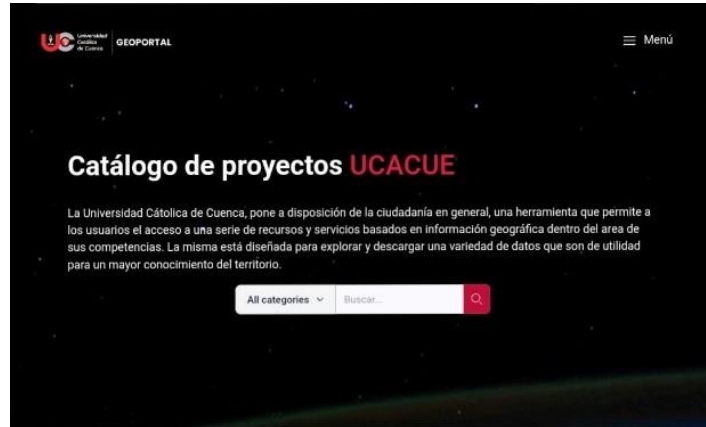 UC
Universidad
Católica
de Cuenca
GEOPORTAL
Menú
Catálogo de proyectos UCACUE
La Universidad Cátolica de Cuenca, pone a disposición de la ciudadanía en general, una herramienta que permite a
los usuarios el acceso a una serie de recursos y servicios basados en información geográfica dentro del area de
sus competencias. La misma está diseñada para explorar y descargar una variedad de datos que son de utilidad
para un mayor conocimiento del territorio.
All categories Buscar...